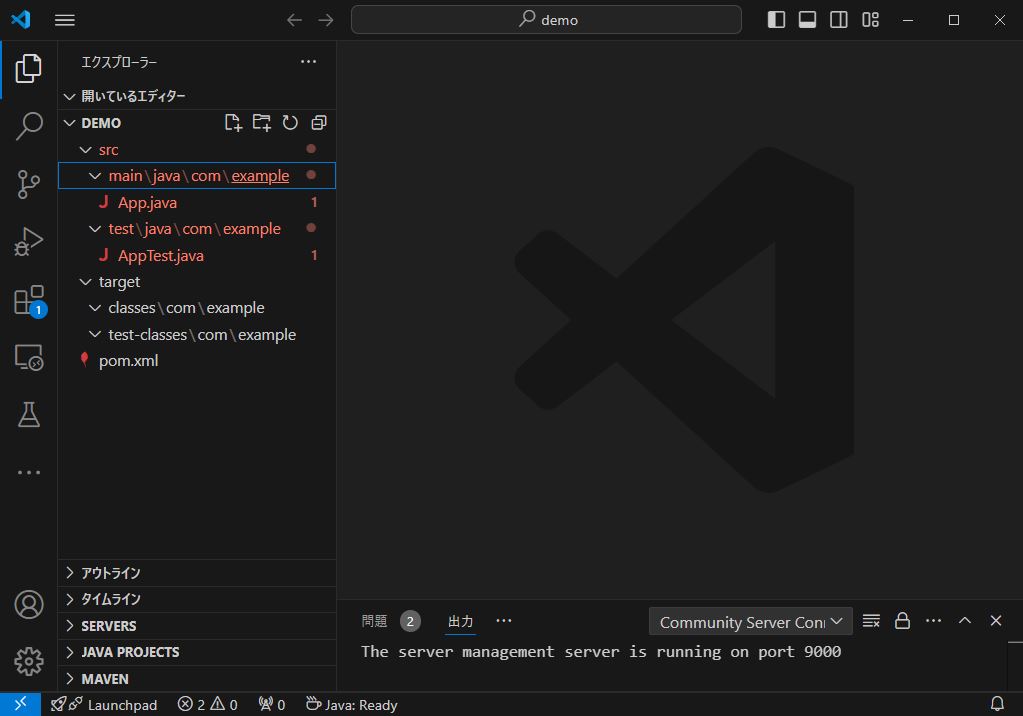 demo
エクスプローラー
開いているエディター
DEMO
src
main\java\com\example
App.java 1
test\java\com\example
AppTest.java 1
target
classes\com\example
test-classes\com\example
pom.xml
1
アウトライン
タイムライン
SERVERS
JAVA PROJECTS
MAVEN
問題 2 出力 Community Server Con
The server management server is running on port 9000
Launchpad 2 0 0 Java: Ready